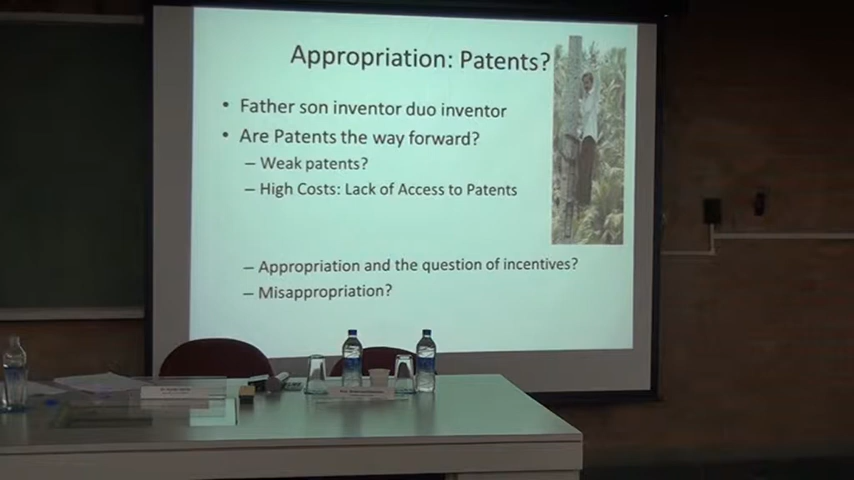 Appropriation: Patents?
• Father son inventor duo inventor
• Are Patents the way forward?
– Weak patents?
– High Costs: Lack of Access to Patents
– Appropriation and the question of incentives?
– Misappropriation?